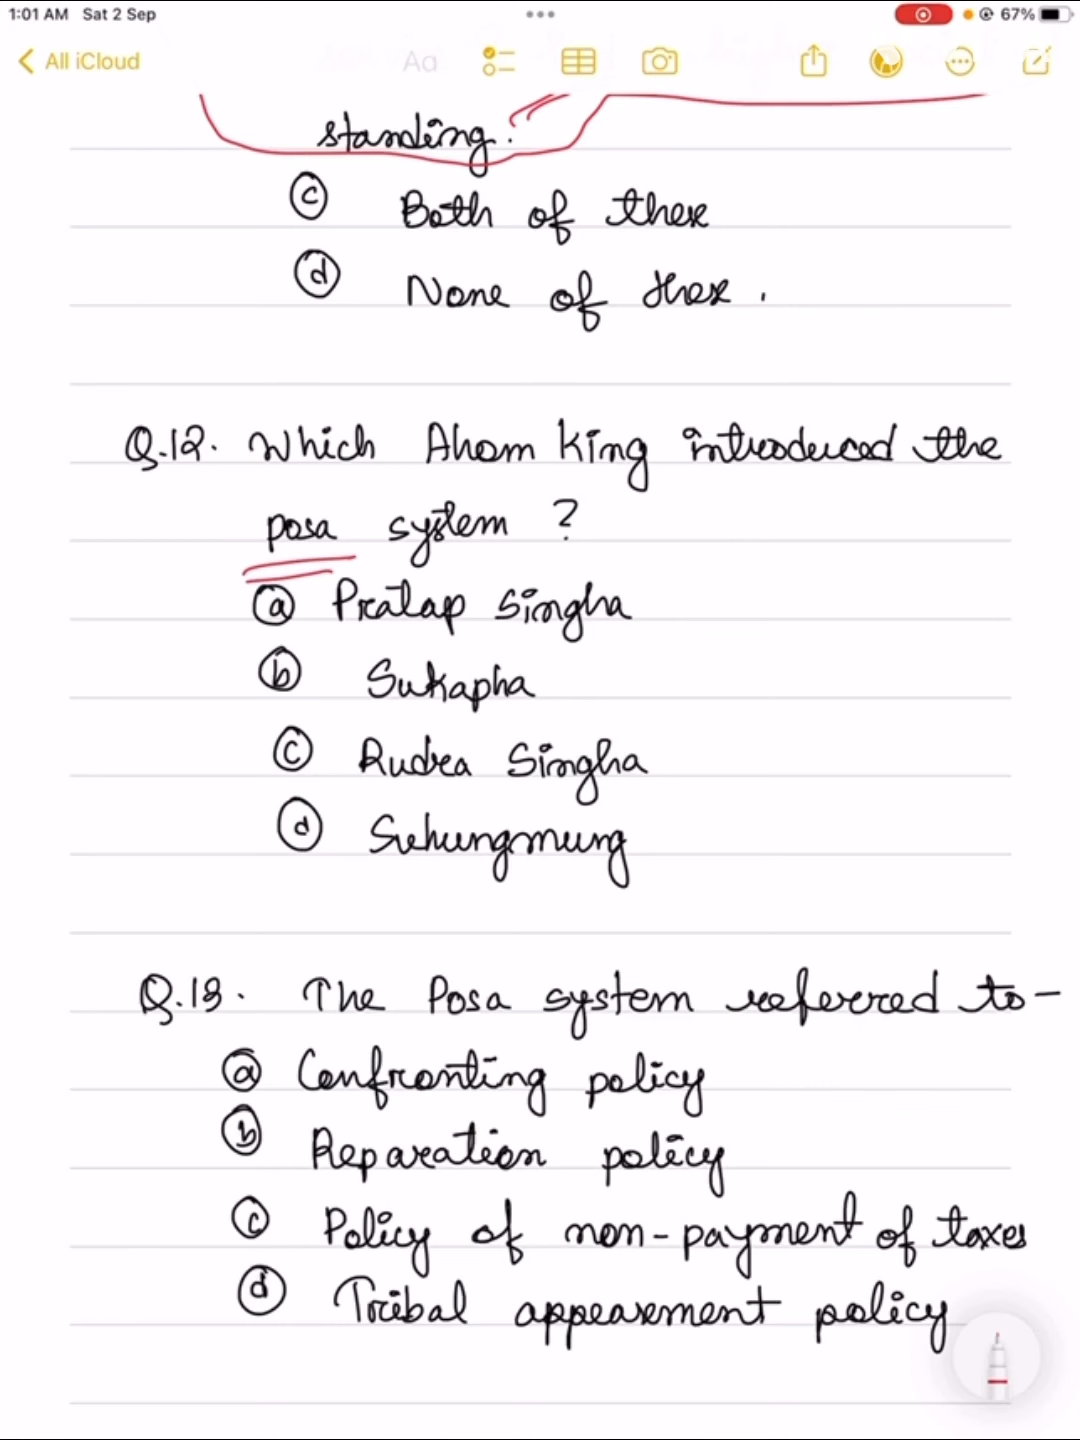 1:01 AM Sat 2 Sep
67%
All iCloud
Aa
standing.
(c) Both of these
(d) None of these.
Q.12. Which Ahom King introduced the
posa system ?
(a) Pratap Singha
(b) Sukapha
(c) Rudra Singha
(d) Suhungmung
Q.13. The Posa system referred to-
(a) Confronting policy
(b) Reparation policy
(c) Policy of non-payment of taxes
(d) Tribal appeasement policy